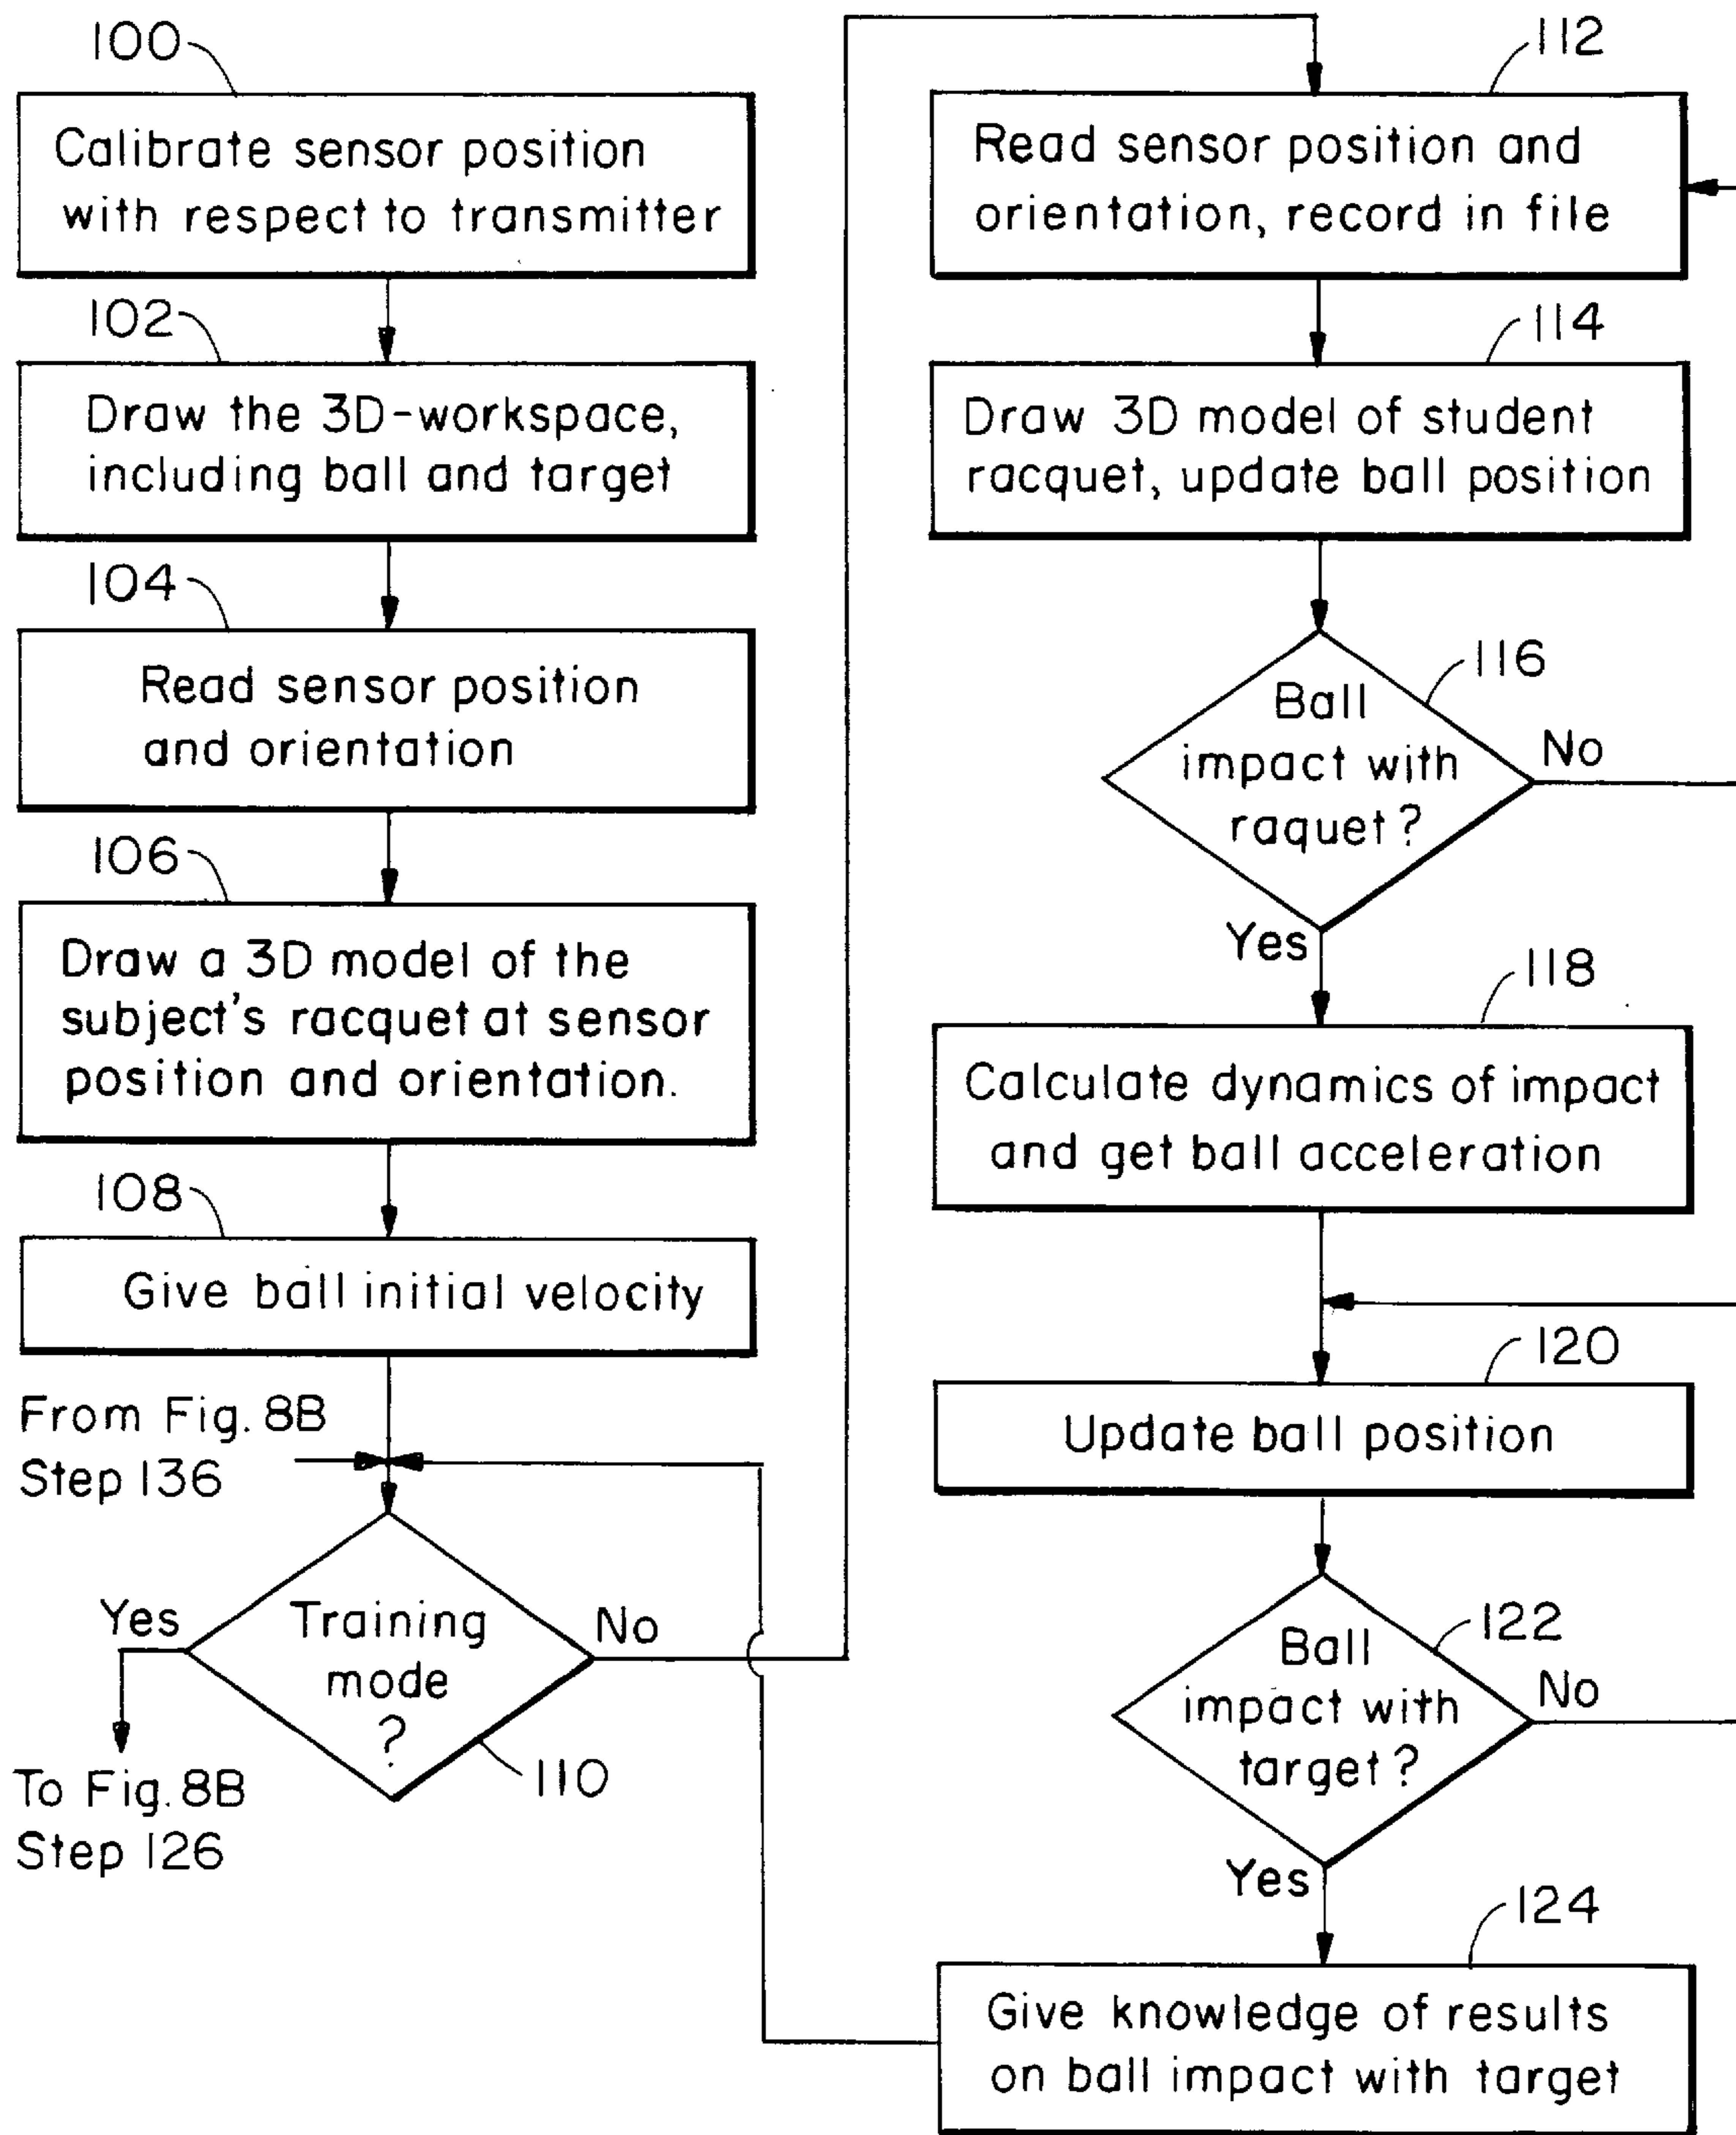 100
Calibrate sensor position
with respect to transmitter
102
Draw the 3D-workspace,
including ball and target
104
Read sensor position
and orientation
106
Draw a 3D model of the
subject's racquet at sensor
position and orientation.
108
Give ball initial velocity
From Fig. 8B
Step 136
Yes
Training
mode
?
No
110
To Fig. 8B
Step 126
112
Read sensor position and
orientation, record in file
114
Draw 3D model of student
racquet, update ball position
116
Ball
impact with
raquet?
No
Yes
118
Calculate dynamics of impact
and get ball acceleration
120
Update ball position
122
Ball
impact with
target?
No
Yes
124
Give knowledge of results
on ball impact with target